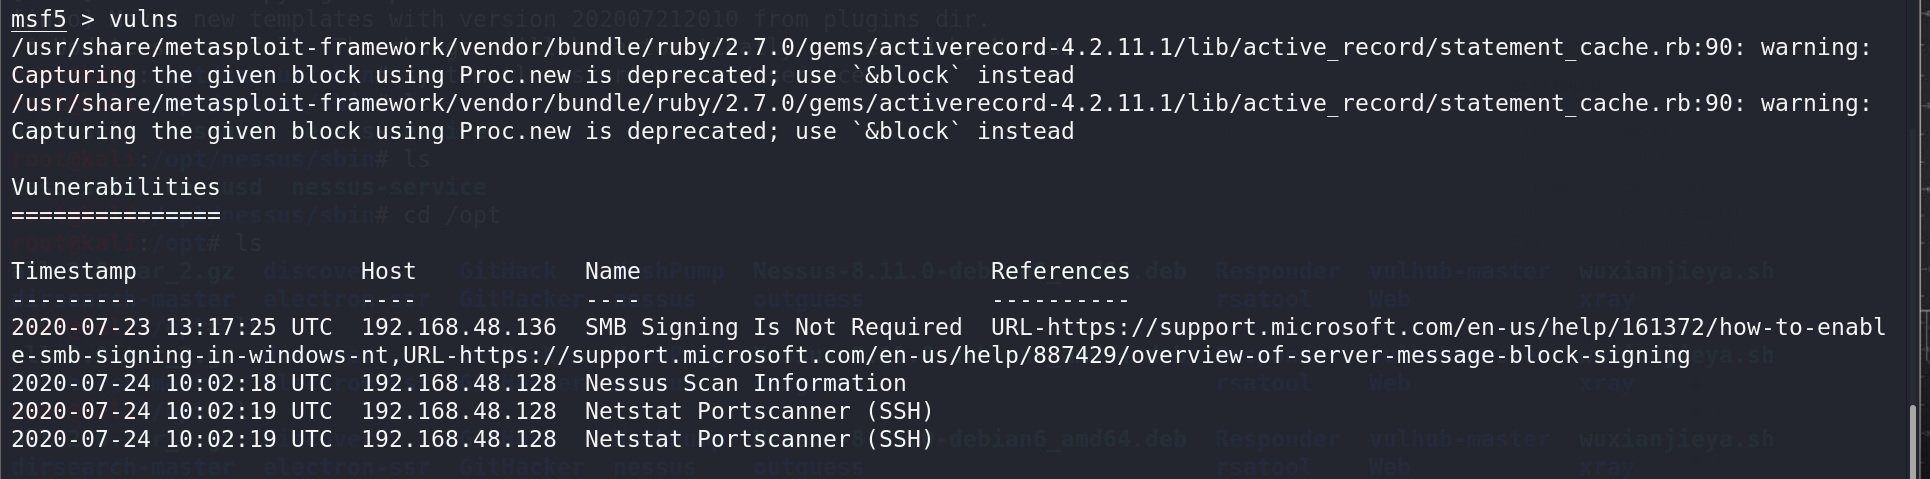 msf5 > vulns
/usr/share/metasploit-framework/vendor/bundle/ruby/2.7.0/gems/activerecord-4.2.11.1/lib/active_record/statement_cache.rb:90: warning:
Capturing the given block using Proc.new is deprecated; use `&block` instead
/usr/share/metasploit-framework/vendor/bundle/ruby/2.7.0/gems/activerecord-4.2.11.1/lib/active_record/statement_cache.rb:90: warning:
Capturing the given block using Proc.new is deprecated; use `&block` instead

Vulnerabilities
===============

Timestamp                Host            Name                         References
---------                ----            ----                         ----------
2020-07-23 13:17:25 UTC  192.168.48.136  SMB Signing Is Not Required  URL-https://support.microsoft.com/en-us/help/161372/how-to-enabl
e-smb-signing-in-windows-nt,URL-https://support.microsoft.com/en-us/help/887429/overview-of-server-message-block-signing
2020-07-24 10:02:18 UTC  192.168.48.128  Nessus Scan Information
2020-07-24 10:02:19 UTC  192.168.48.128  Netstat Portscanner (SSH)
2020-07-24 10:02:19 UTC  192.168.48.128  Netstat Portscanner (SSH)